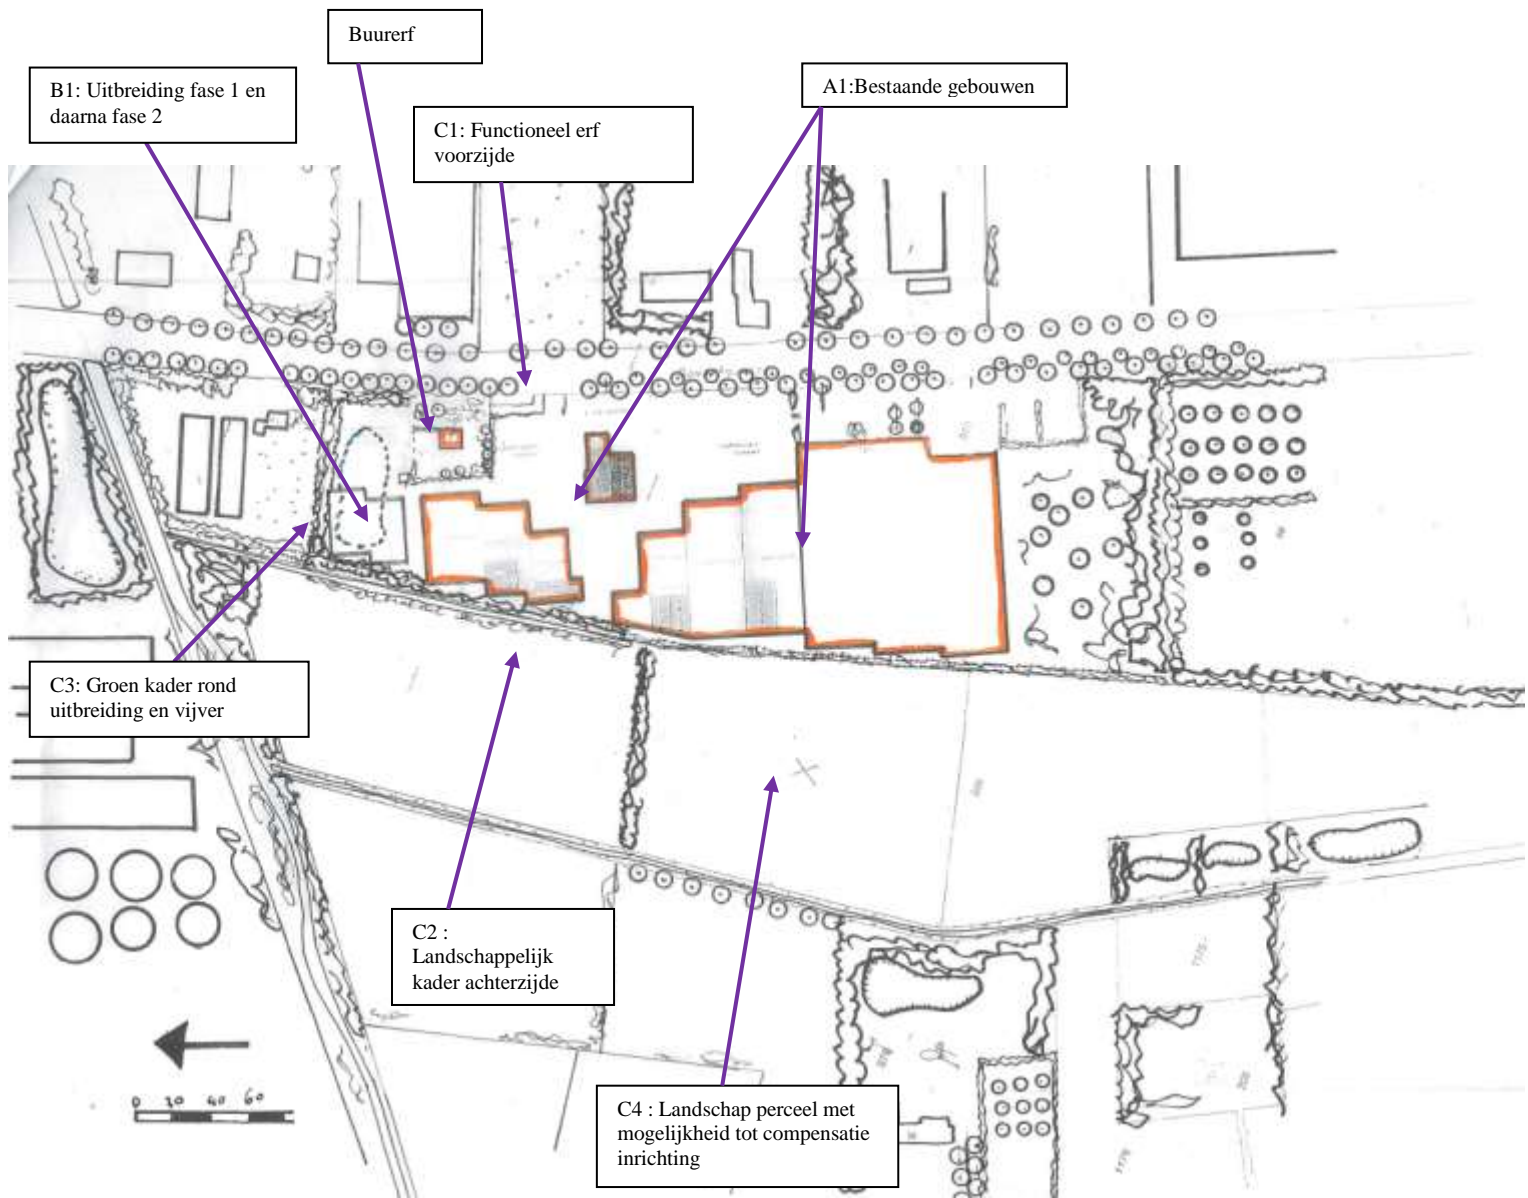 Buurerf
B1: Uitbreiding fase 1 en
daarna fase 2
A1:Bestaande gebouwen
C1: Functioneel erf
voorzijde
C3: Groen kader rond
uitbreiding en vijver
C2 :
Landschappelijk
kader achterzijde
C4 : Landschap perceel met
mogelijkheid tot compensatie
inrichting
0 20 40 60